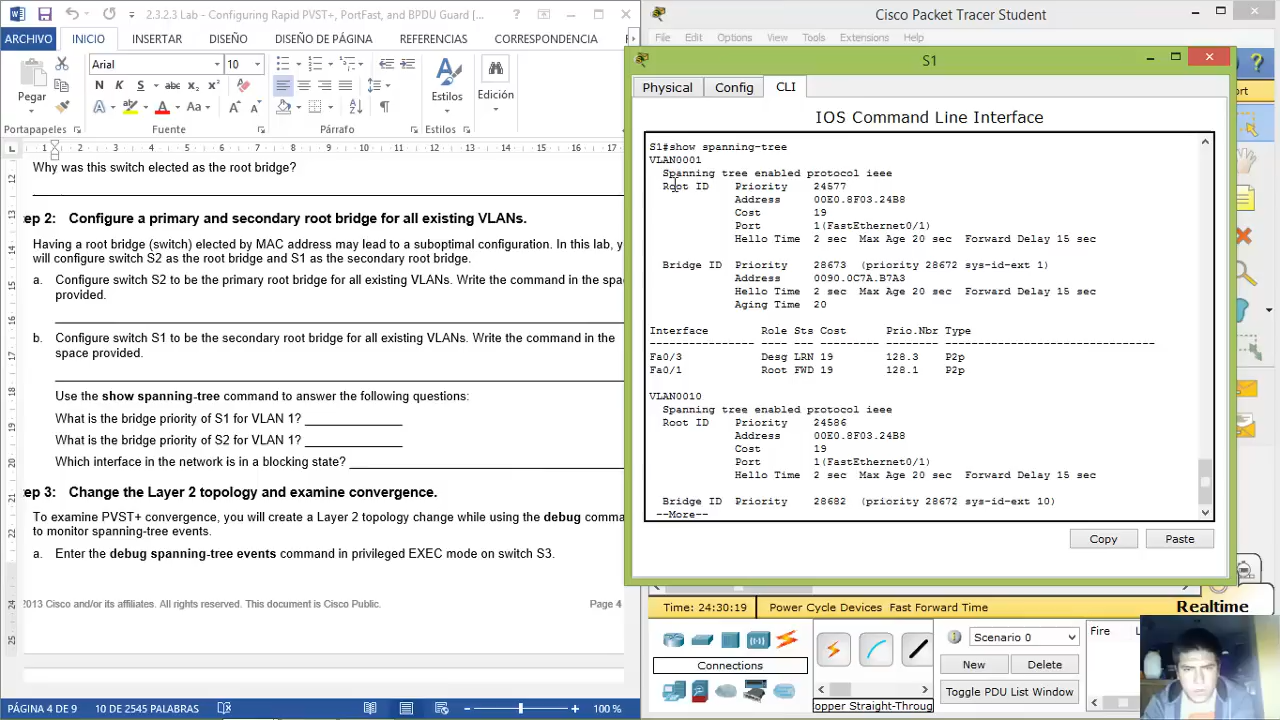 2.3.2.3 Lab - Configuring Rapid PVST+, PortFast, and BPDU Guard [...
ARCHIVO INICIO INSERTAR DISEÑO DISEÑO DE PÁGINA REFERENCIAS CORRESPONDENCIA
Arial 10
Pegar
N K S abc x₂ x²
Estilos
Edición
Portapapeles Fuente Párrafo Estilos
Why was this switch elected as the root bridge?
ep 2: Configure a primary and secondary root bridge for all existing VLANs.
Having a root bridge (switch) elected by MAC address may lead to a suboptimal configuration. In this lab, y
will configure switch S2 as the root bridge and S1 as the secondary root bridge.
a. Configure switch S2 to be the primary root bridge for all existing VLANs. Write the command in the spac
provided.
b. Configure switch S1 to be the secondary root bridge for all existing VLANs. Write the command in the
space provided.
Use the show spanning-tree command to answer the following questions:
What is the bridge priority of S1 for VLAN 1? ________________
What is the bridge priority of S2 for VLAN 1? ________________
Which interface in the network is in a blocking state? ________________
ep 3: Change the Layer 2 topology and examine convergence.
To examine PVST+ convergence, you will create a Layer 2 topology change while using the debug comma
to monitor spanning-tree events.
a. Enter the debug spanning-tree events command in privileged EXEC mode on switch S3.
2013 Cisco and/or its affiliates. All rights reserved. This document is Cisco Public. Page 4
PÁGINA 4 DE 9 10 DE 2545 PALABRAS 100 %
Cisco Packet Tracer Student
File Edit Options View Tools Extensions Help
S1
Physical Config CLI
IOS Command Line Interface
S1#show spanning-tree
VLAN0001
Spanning tree enabled protocol ieee
Root ID Priority 24577
Address 00E0.8F03.24B8
Cost 19
Port 1(FastEthernet0/1)
Hello Time 2 sec Max Age 20 sec Forward Delay 15 sec
Bridge ID Priority 28673 (priority 28672 sys-id-ext 1)
Address 0090.0C7A.B7A3
Hello Time 2 sec Max Age 20 sec Forward Delay 15 sec
Aging Time 20
Interface Role Sts Cost Prio.Nbr Type
---------------- ---- --- --------- -------- --------------------------------
Fa0/3 Desg LRN 19 128.3 P2p
Fa0/1 Root FWD 19 128.1 P2p
VLAN0010
Spanning tree enabled protocol ieee
Root ID Priority 24586
Address 00E0.8F03.24B8
Cost 19
Port 1(FastEthernet0/1)
Hello Time 2 sec Max Age 20 sec Forward Delay 15 sec
Bridge ID Priority 28682 (priority 28672 sys-id-ext 10)
--More--
Copy Paste
ort
Time: 24:30:19 Power Cycle Devices Fast Forward Time
Realtime
Connections
opper Straight-Throug
Scenario 0
New Delete
Toggle PDU List Window
Fire